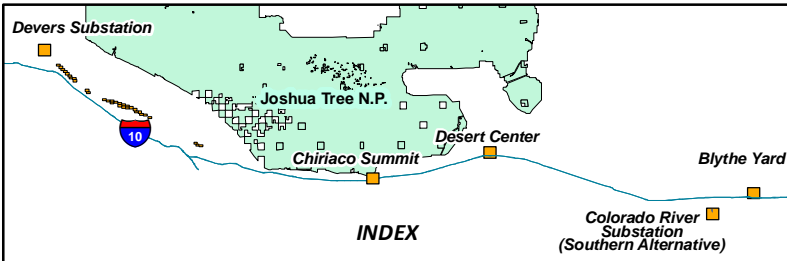 Devers Substation
Joshua Tree N.P.
10
Desert Center
Chiriaco Summit
Blythe Yard
Colorado River
Substation
(Southern Alternative)
INDEX